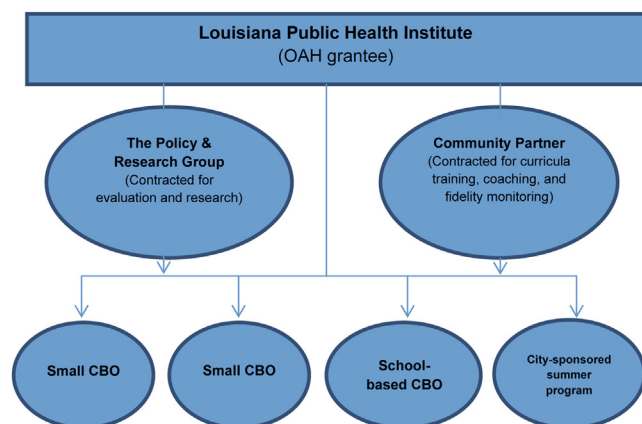 Louisiana Public Health Institute
(OAH grantee)
The Policy &
Research Group
(Contracted for
evaluation and research)
Community Partner
(Contracted for curricula
training, coaching, and
fidelity monitoring)
Small CBO
Small CBO
School-
based CBO
City-sponsored
summer
program